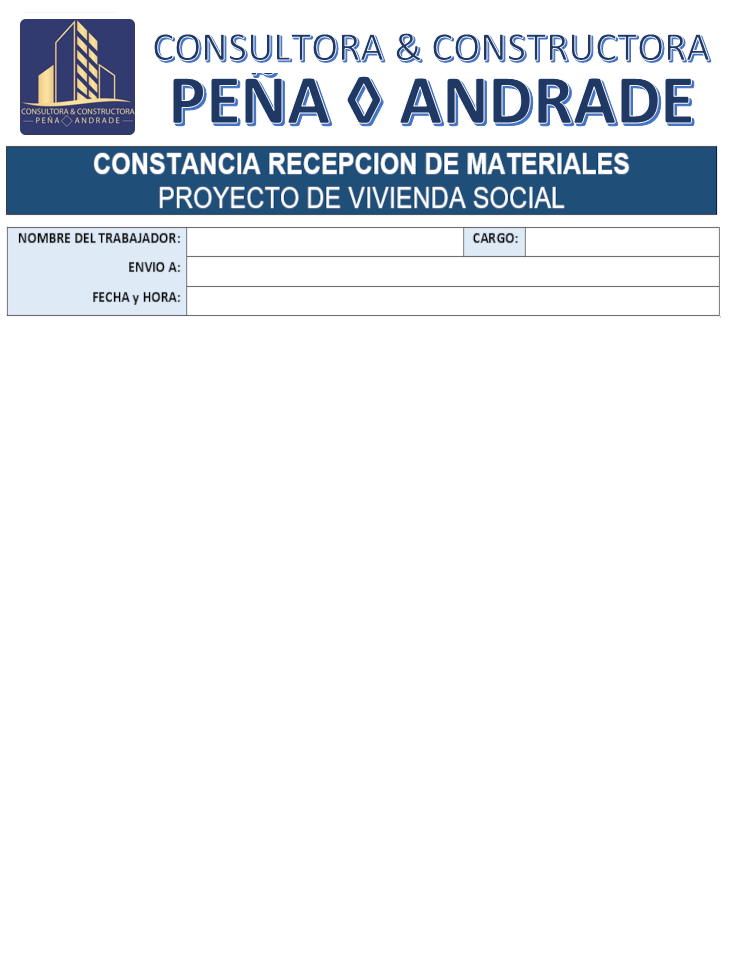 CONSULTORA & CONSTRUCTORA
PEÑA ◊ ANDRADE
CONSULTORA & CONSTRUCTORA
PEÑA ◊ ANDRADE
CONSTANCIA RECEPCION DE MATERIALES
PROYECTO DE VIVIENDA SOCIAL
NOMBRE DEL TRABAJADOR: CARGO:
ENVIO A:
FECHA y HORA: